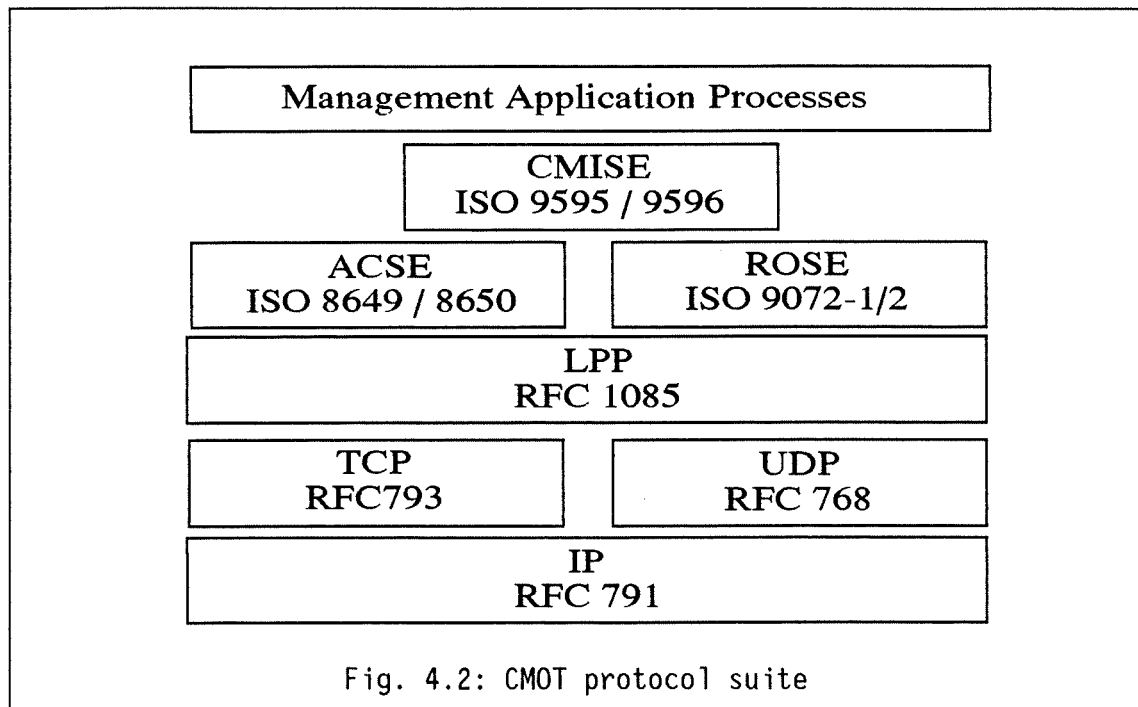 Management Application Processes
CMISE
ISO 9595 / 9596
ACSE
ISO 8649 / 8650
ROSE
ISO 9072-1/2
LPP
RFC 1085
TCP
RFC793
UDP
RFC 768
IP
RFC 791
Fig. 4.2: CMOT protocol suite